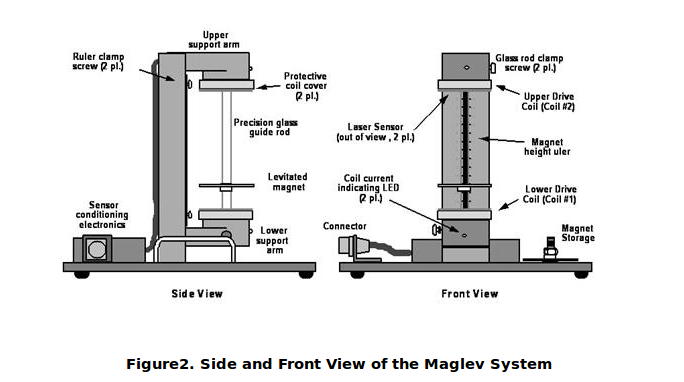 Upper
support arm
Ruler clamp
screw (2 pl.)
Protective
coil cover
(2 pl.)
Precision glass
guide rod
Levitated
magnet
Sensor
conditioning
electronics
Lower
support
arm
Side View
Glass rod clamp
screw (2 pl.)
Upper Drive
Coil (Coil #2)
Laser Sensor
(out of view , 2 pl.)
Magnet
height uler
Coil current
indicating LED
(2 pl.)
Lower Drive
Coil (Coil #1)
Connector
Magnet
Storage
Front View
Figure2. Side and Front View of the Maglev System